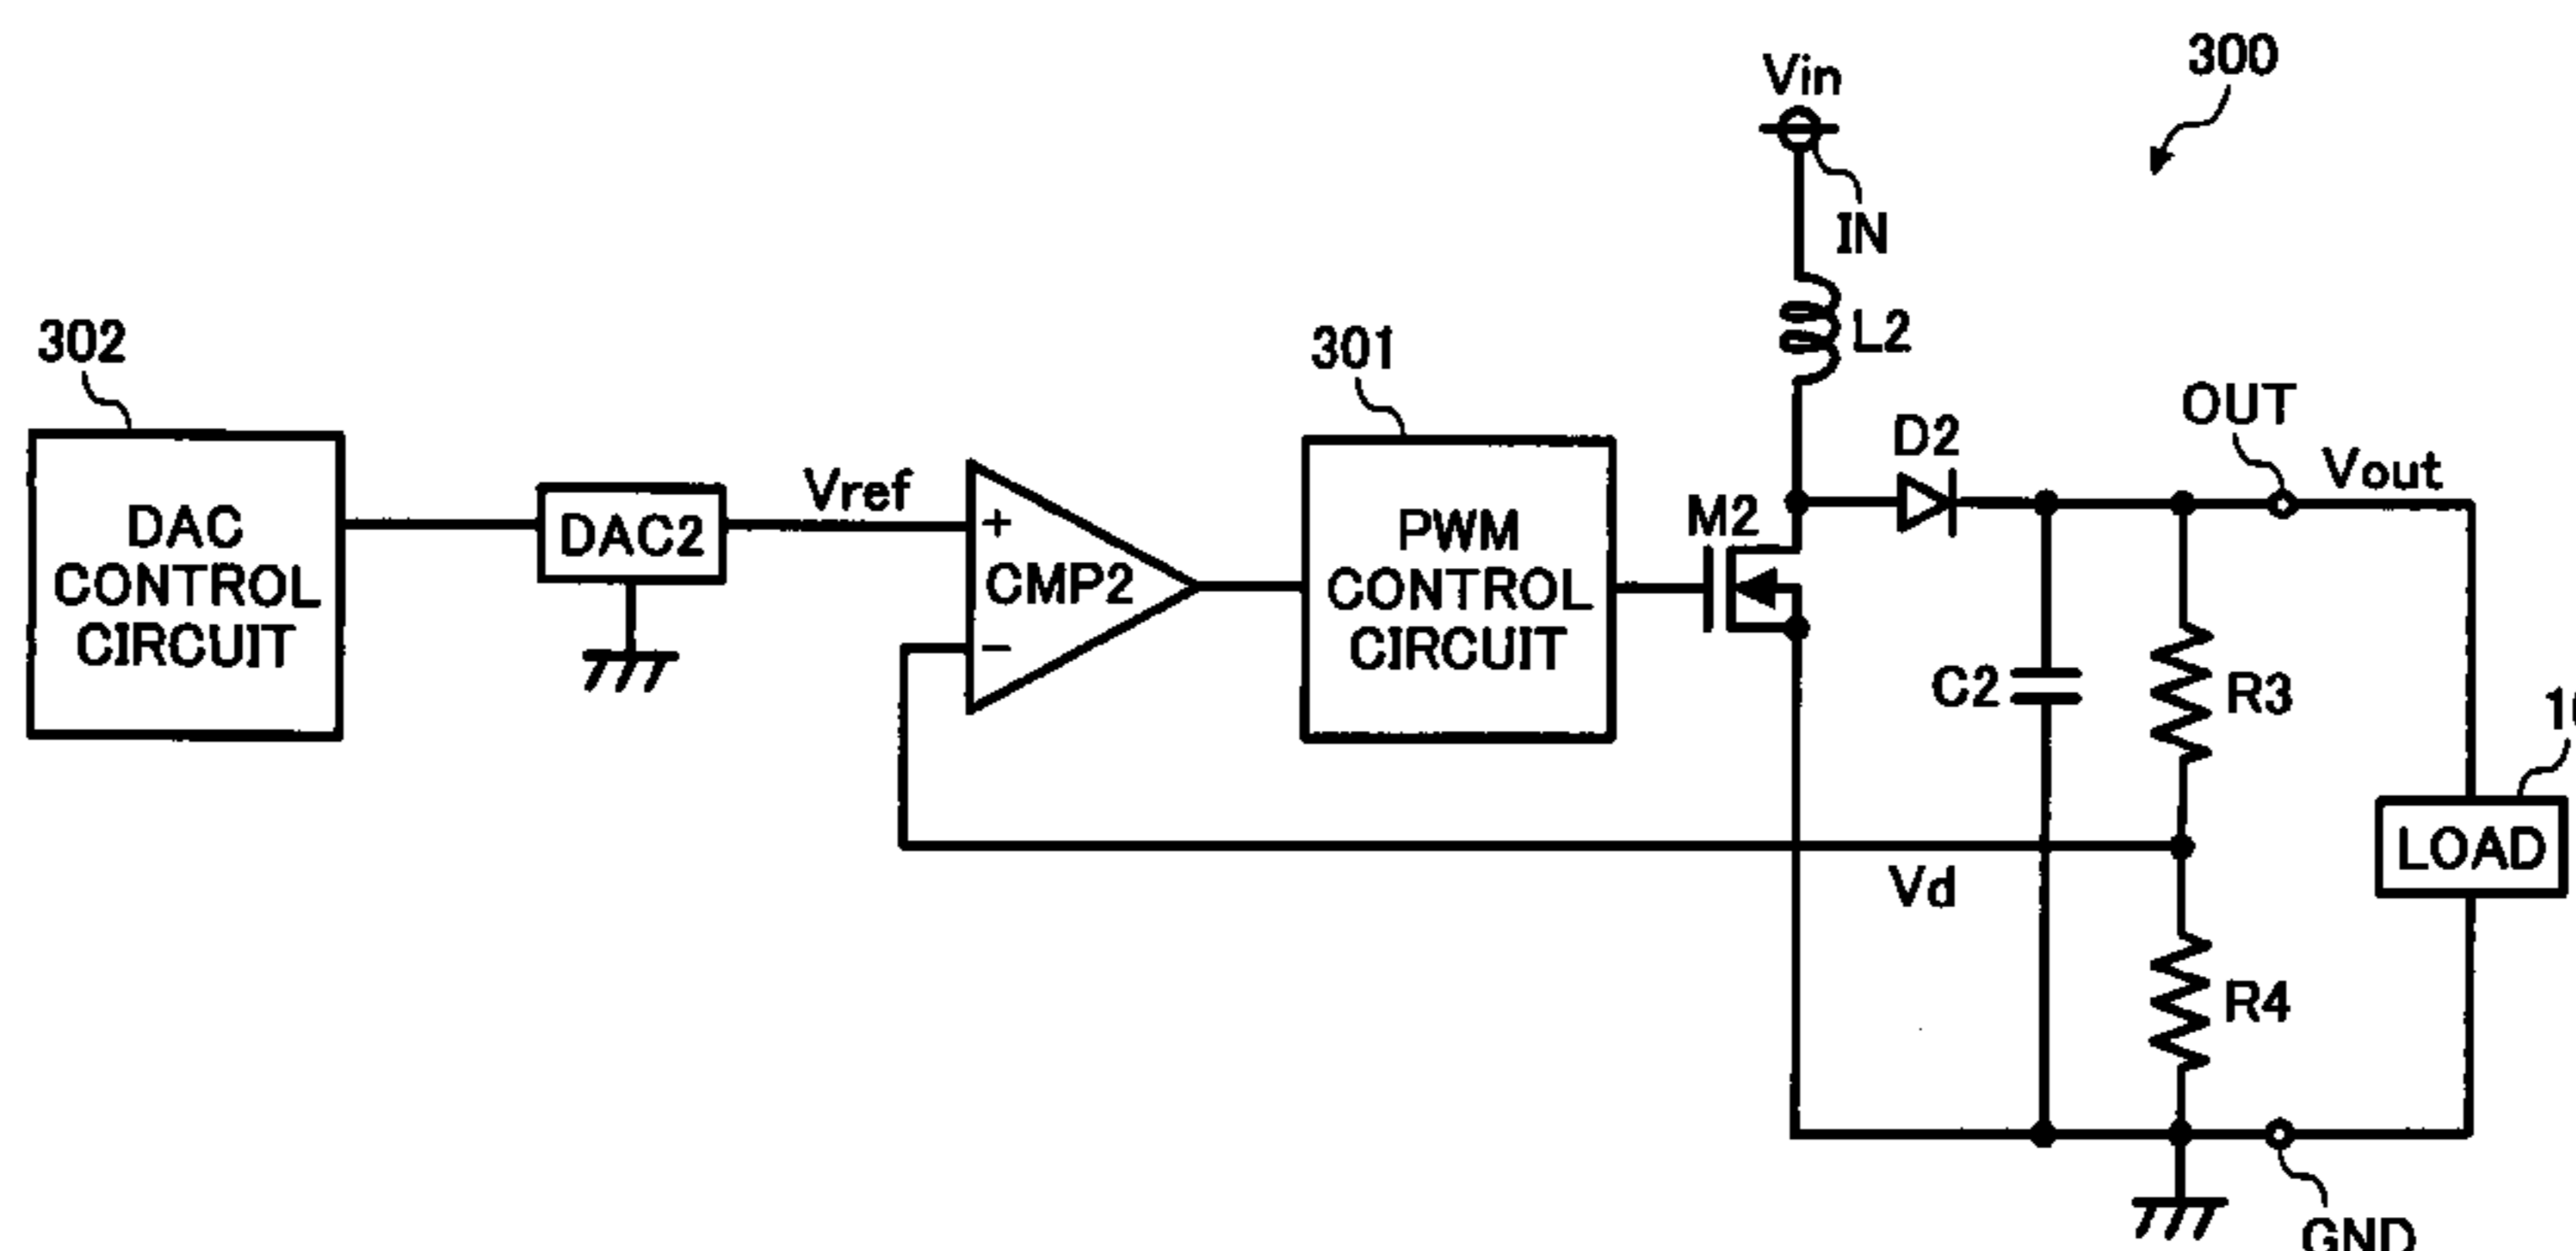 300
Vin
IN
L2
302
301
OUT
D2
Vout
DAC
CONTROL
CIRCUIT
DAC2
Vref
+
CMP2
−
PWM
CONTROL
CIRCUIT
M2
C2
R3
LOAD
Vd
R4
GND